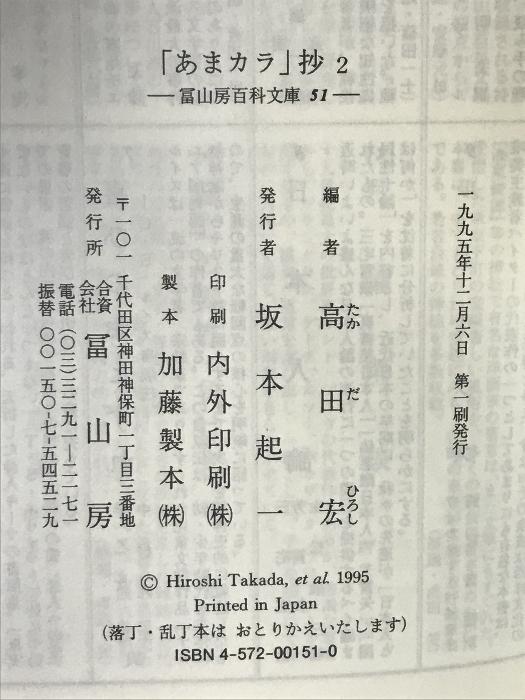 「あまカラ」抄 2
— 冨山房百科文庫 51 —
一九九五年十二月六日 第一刷発行
編者 高田宏
たか だ ひろし
発行者 坂本起一
印刷 内外印刷㈱
製本 加藤製本㈱
〒一〇一 千代田区神田神保町一丁目三番地
発行所 合資会社 冨山房
電話(〇三)三二九一―二一七一
振替 〇〇一五〇-七-五四五二九
© Hiroshi Takada, et al. 1995
Printed in Japan
(落丁・乱丁本は おとりかえいたします)
ISBN 4-572-00151-0